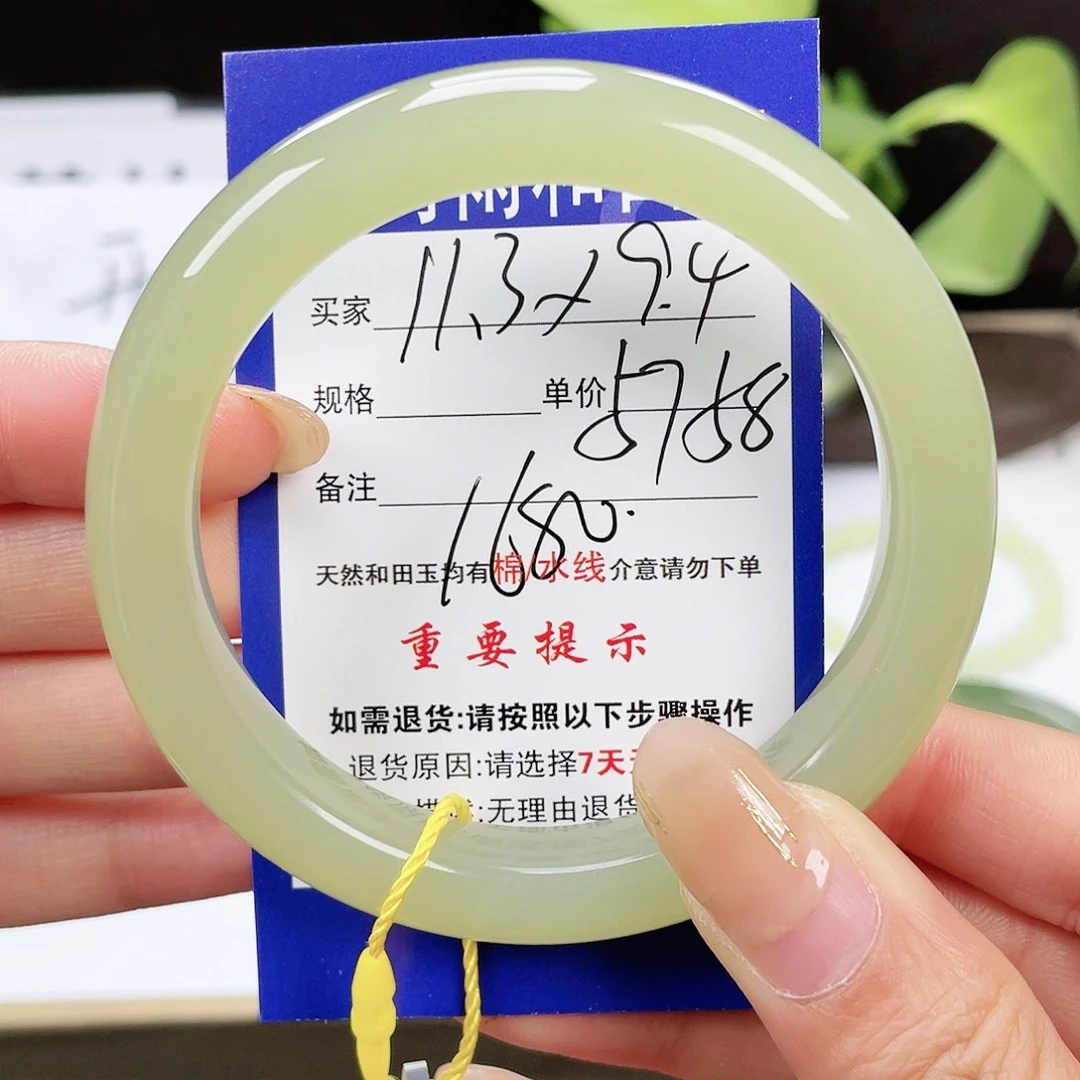 买家 11.3×9.4
规格 单价 5758
备注 11680.
天然和田玉均有棉/水线介意请勿下单
重要提示
如需退货:请按照以下步骤操作
退货原因:请选择7天
:无理由退货